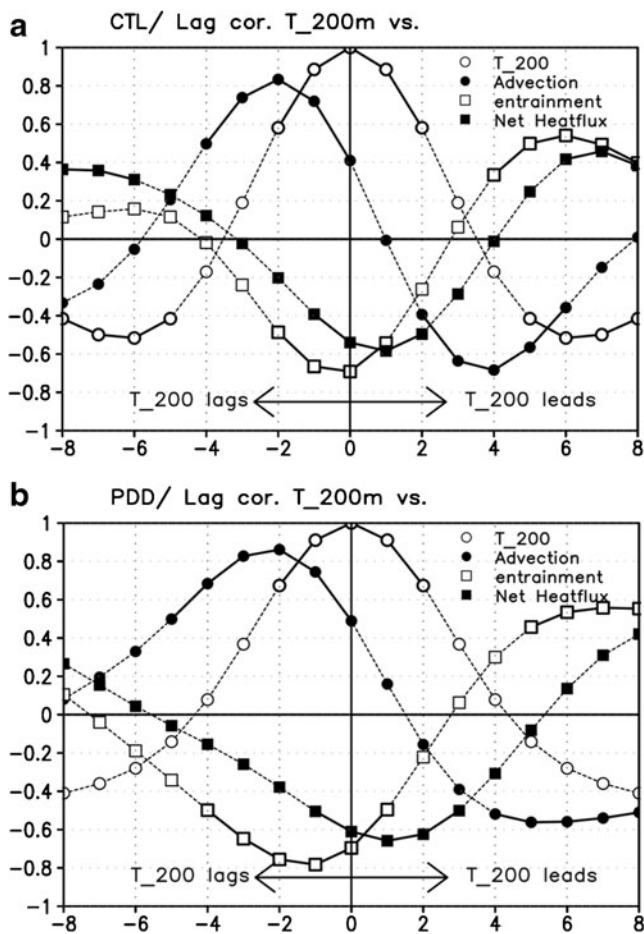 a
CTL/ Lag cor. T_200m vs.
1
0.8
0.6
0.4
0.2
0
-0.2
-0.4
-0.6
-0.8
-1
T_200
Advection
entrainment
Net Heatflux
T_200 lags
T_200 leads
-8 -6 -4 -2 0 2 4 6 8
b
PDD/ Lag cor. T_200m vs.
1
0.8
0.6
0.4
0.2
0
-0.2
-0.4
-0.6
-0.8
-1
T_200
Advection
entrainment
Net Heatflux
T_200 lags
T_200 leads
-8 -6 -4 -2 0 2 4 6 8